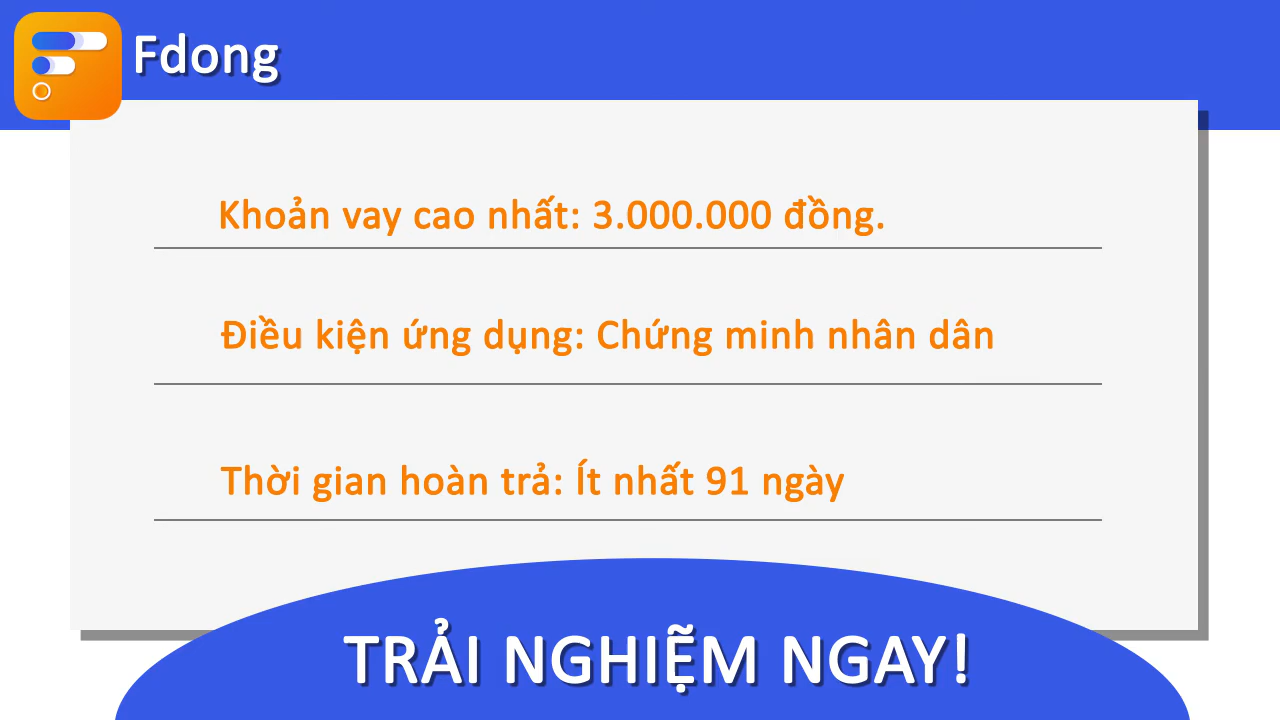 Fdong
Khoản vay cao nhất: 3.000.000 đồng.
Điều kiện ứng dụng: Chứng minh nhân dân
Thời gian hoàn trả: Ít nhất 91 ngày
TRẢI NGHIẸ̃M NGAY!